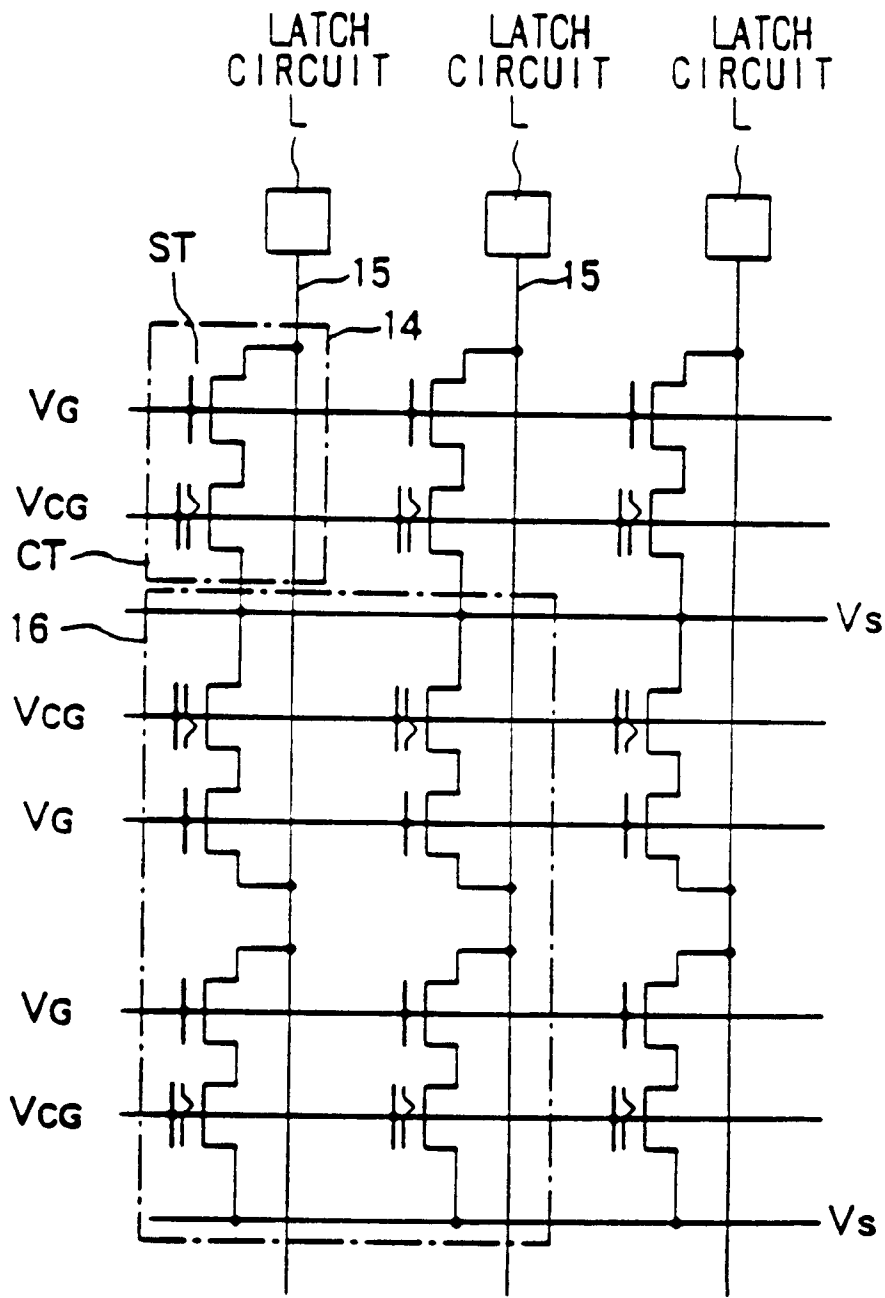 LATCH CIRCUIT
L
LATCH CIRCUIT
L
LATCH CIRCUIT
L
ST
15
15
14
VG
VCG
CT
16
Vs
VCG
VG
VG
VCG
Vs